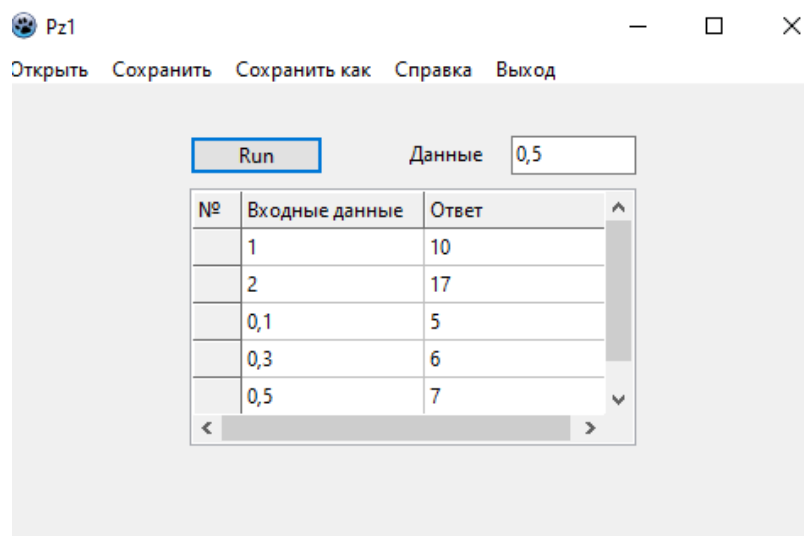 Pz1
Открыть Сохранить Сохранить как Справка Выход
Run Данные 0,5
№ Входные данные Ответ
1 10
2 17
0,1 5
0,3 6
0,5 7